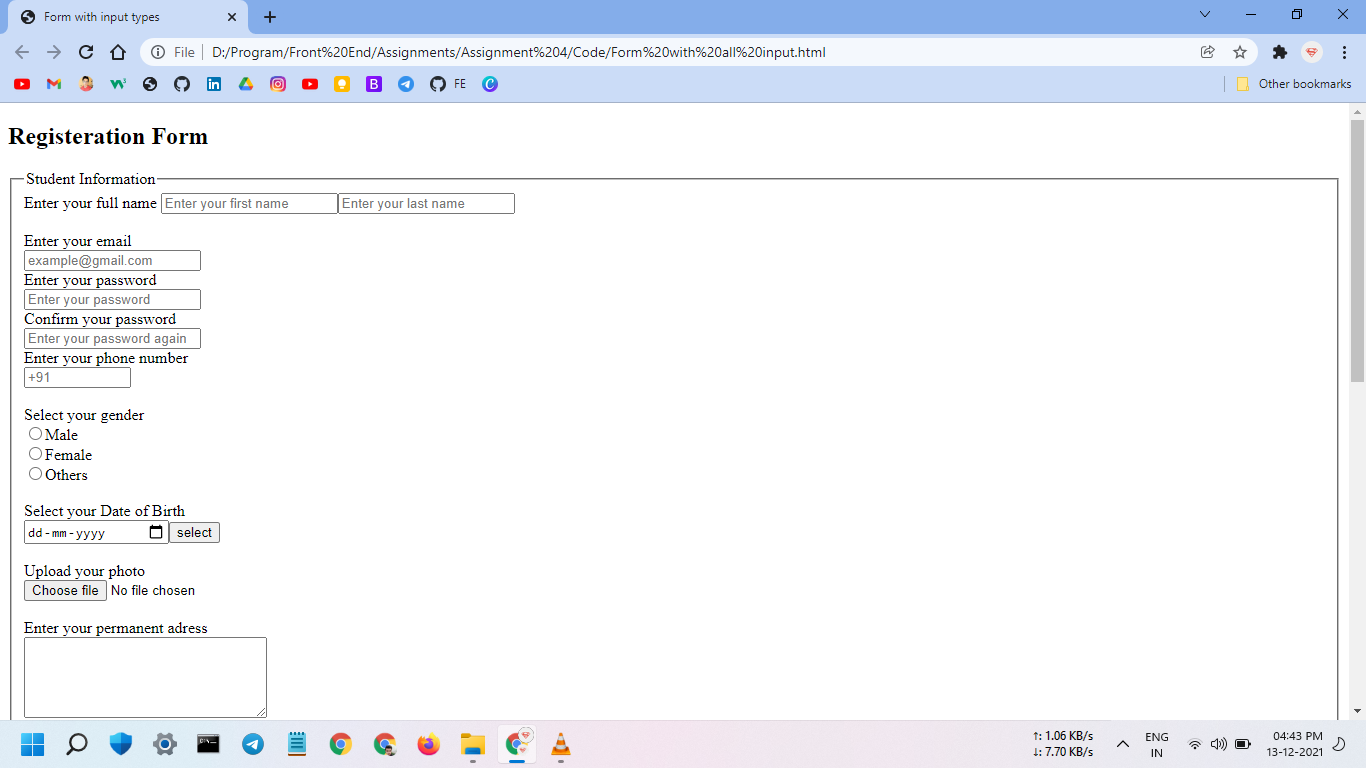 Form with input types
File D:/Program/Front%20End/Assignments/Assignment%204/Code/Form%20with%20all%20input.html
FE Other bookmarks
Registeration Form
Student Information
Enter your full name Enter your first name Enter your last name
Enter your email
example@gmail.com
Enter your password
Enter your password
Confirm your password
Enter your password again
Enter your phone number
+91
Select your gender
Male
Female
Others
Select your Date of Birth
dd-mm-yyyy select
Upload your photo
Choose file No file chosen
Enter your permanent adress
↑: 1.06 KB/s ENG 04:43 PM
↓: 7.70 KB/s IN 13-12-2021